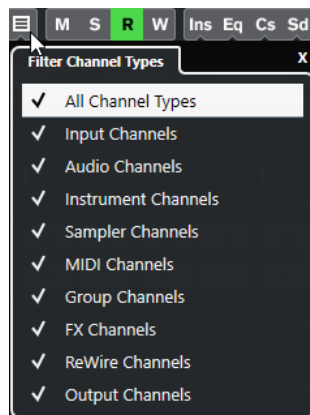 M S R W Ins Eq Cs Sd
Filter Channel Types X
All Channel Types
Input Channels
Audio Channels
Instrument Channels
Sampler Channels
MIDI Channels
Group Channels
FX Channels
ReWire Channels
Output Channels